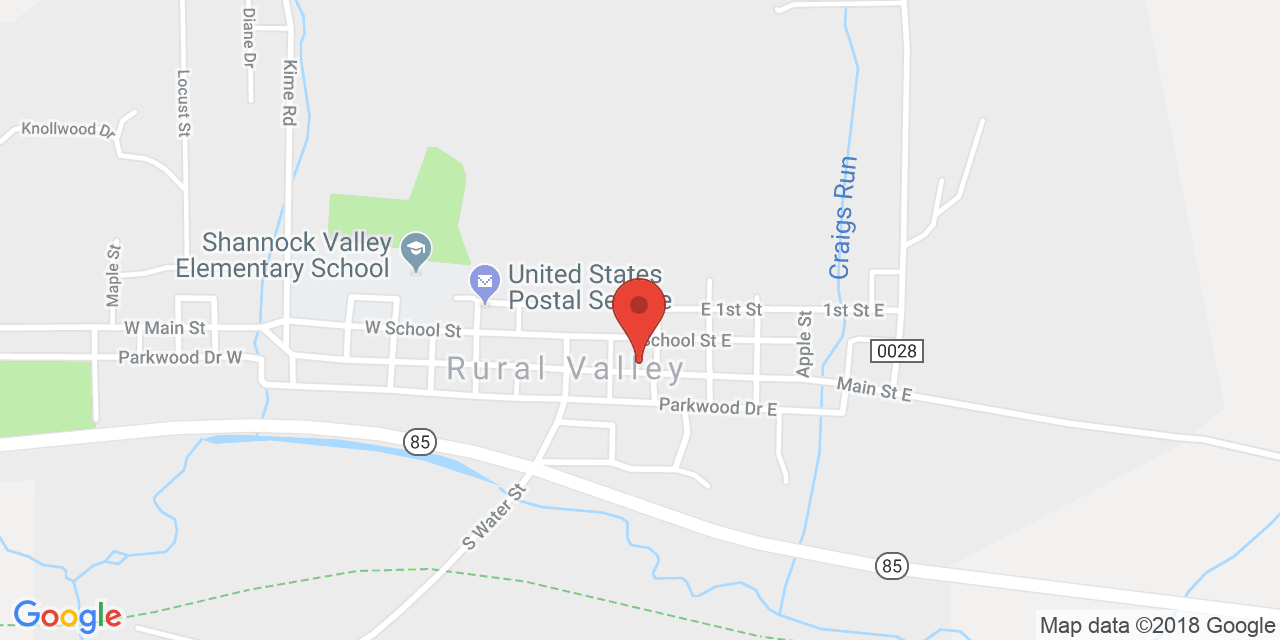 Diane Dr
Locust St
Kime Rd
Knollwood Dr
Craigs Run
Shannock Valley
Elementary School
Maple St
United States
Postal Service
E 1st St
1st St E
W Main St
W School St
School St E
Apple St
0028
Parkwood Dr W
Rural Valley
Main St E
Parkwood Dr E
85
S Water St
85
Google
Map data ©2018 Google